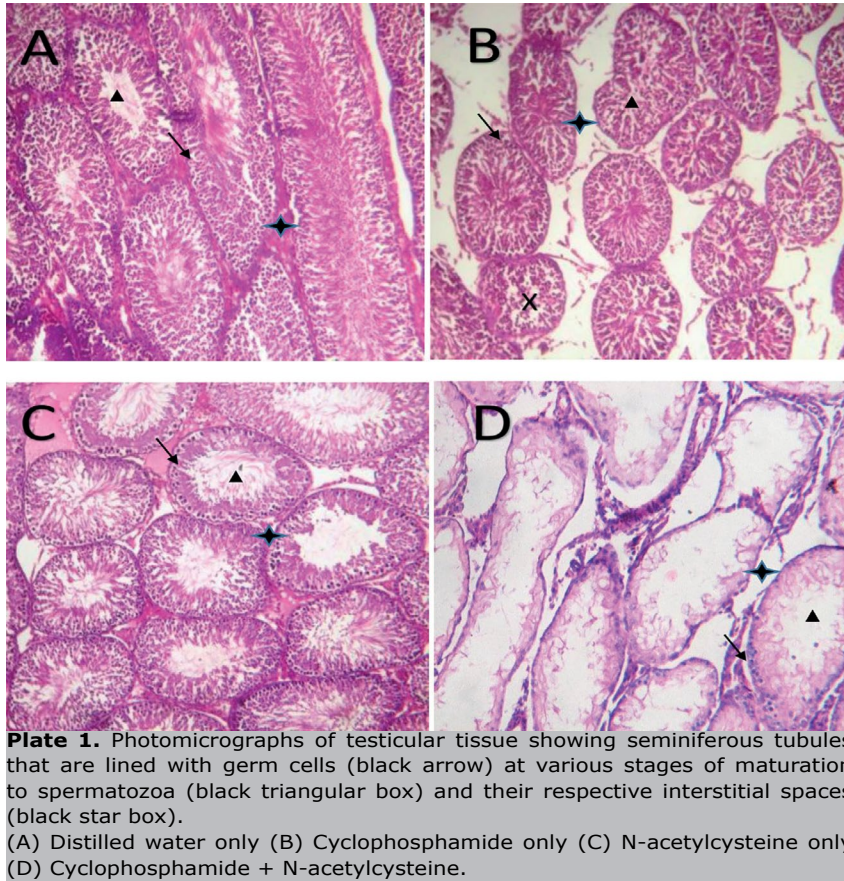 A
B
X
C
D
Plate 1. Photomicrographs of testicular tissue showing seminiferous tubules
that are lined with germ cells (black arrow) at various stages of maturation
to spermatozoa (black triangular box) and their respective interstitial spaces
(black star box).
(A) Distilled water only (B) Cyclophosphamide only (C) N-acetylcysteine only
(D) Cyclophosphamide + N-acetylcysteine.